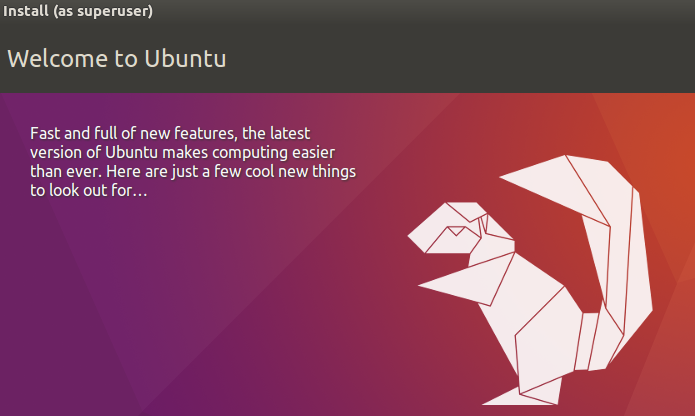 Install (as superuser)
Welcome to Ubuntu
Fast and full of new features, the latest
version of Ubuntu makes computing easier
than ever. Here are just a few cool new things
to look out for…